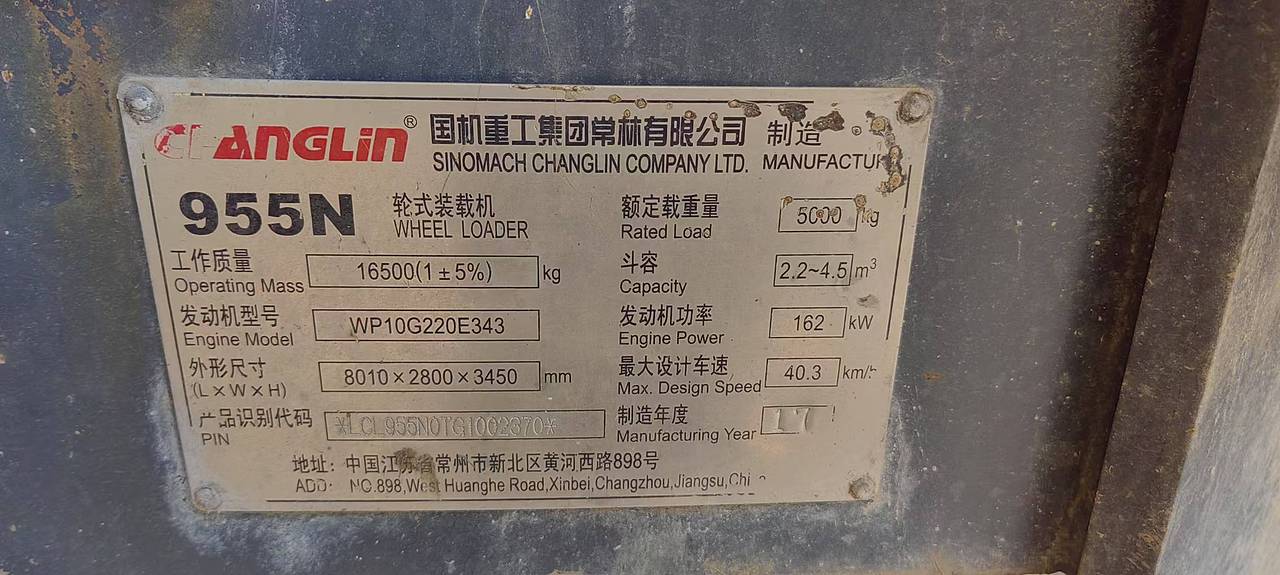 CHANGLIN® 国机重工集团常林有限公司 制造
SINOMACH CHANGLIN COMPANY LTD. MANUFACTUR
955N 轮式装载机
WHEEL LOADER
额定载重量 5000 kg
Rated Load
工作质量 16500(1±5%) kg
Operating Mass
斗容 2.2~4.5 m³
Capacity
发动机型号 WP10G220E343
Engine Model
发动机功率 162 kW
Engine Power
外形尺寸 8010×2800×3450 mm
(L×W×H)
最大设计车速 40.3 km/h
Max. Design Speed
产品识别代码
PIN
制造年度 17
Manufacturing Year
地址: 中国江苏省常州市新北区黄河西路898号
ADD: NO.898,West Huanghe Road,Xinbei,Changzhou,Jiangsu,Chi